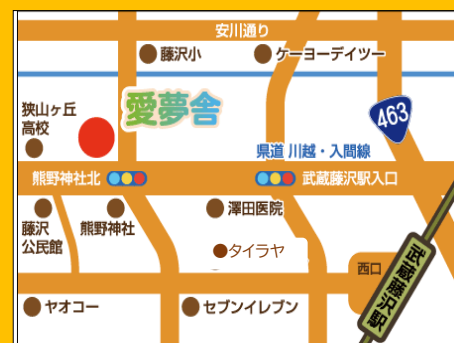 安川通り
藤沢小
ケーヨーデイツー
狭山ヶ丘
高校
愛夢舎
463
県道 川越・入間線
熊野神社北
武蔵藤沢駅入口
藤沢
公民館
熊野神社
澤田医院
タイラヤ
西口
武蔵藤沢駅
ヤオコー
セブンイレブン